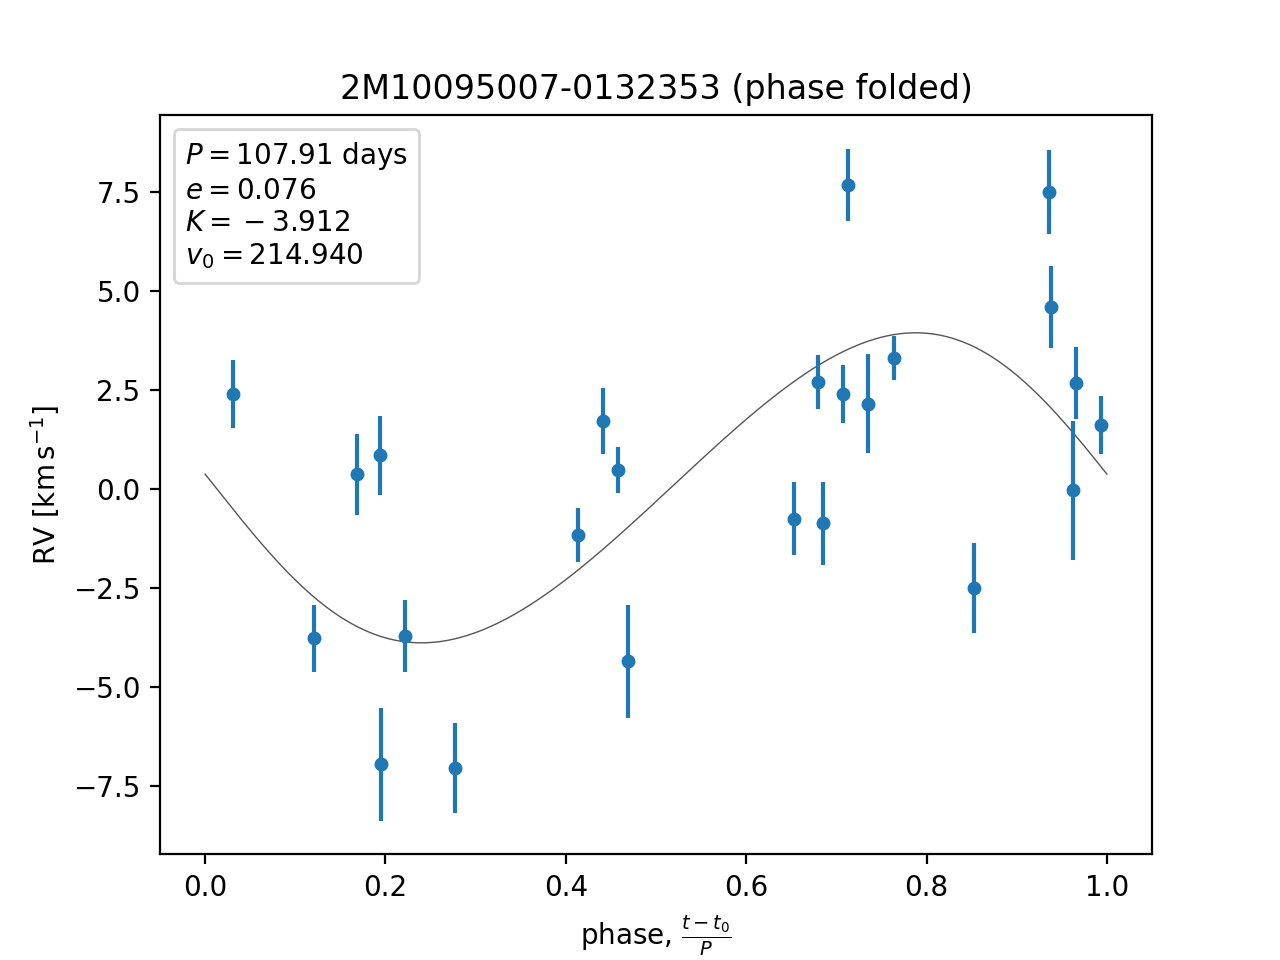 2M10095007-0132353 (phase folded)
P = 107.91 days
e = 0.076
K = −3.912
v₀ = 214.940
7.5
5.0
2.5
0.0
−2.5
−5.0
−7.5
RV [km s⁻¹]
0.0 0.2 0.4 0.6 0.8 1.0
phase, (t − t₀)/P